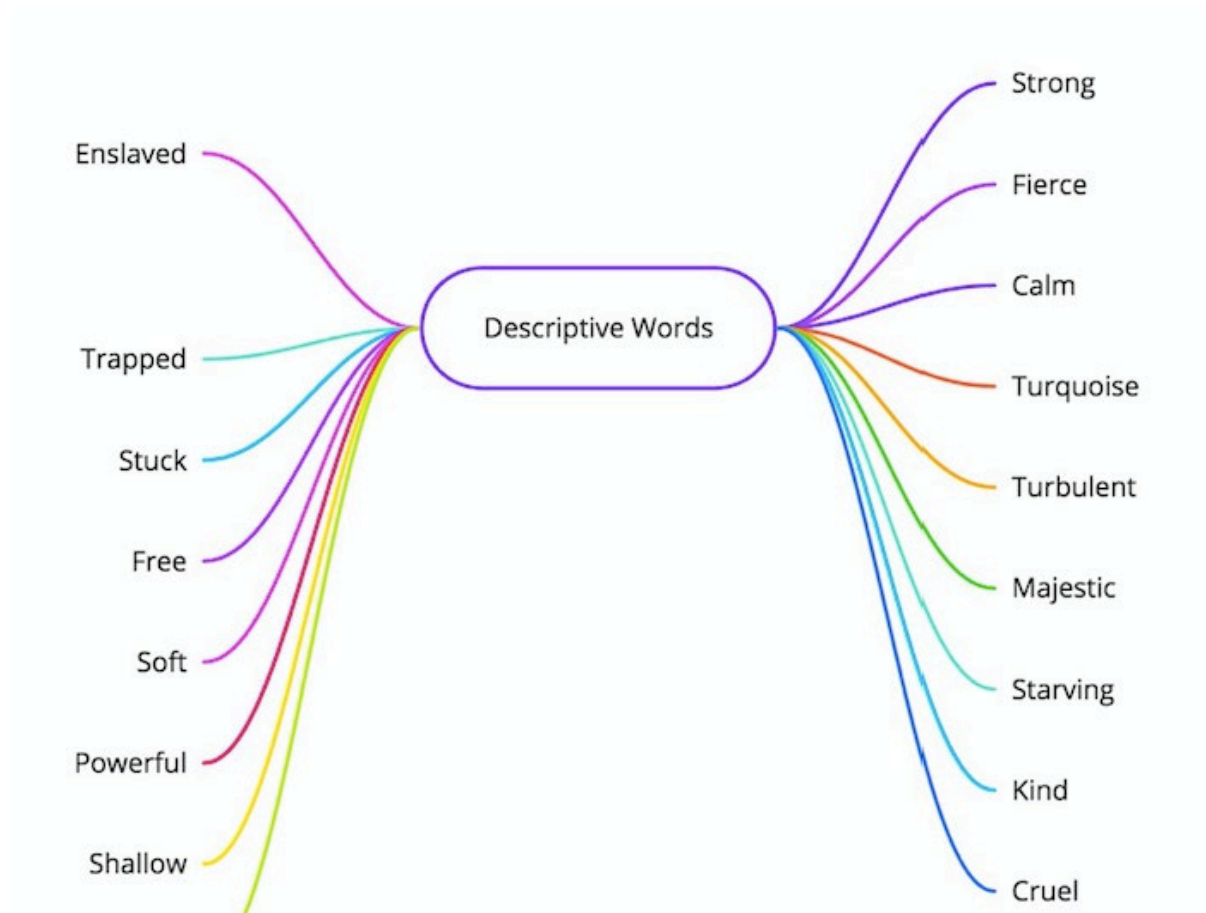 Descriptive Words
Enslaved
Trapped
Stuck
Free
Soft
Powerful
Shallow
Strong
Fierce
Calm
Turquoise
Turbulent
Majestic
Starving
Kind
Cruel